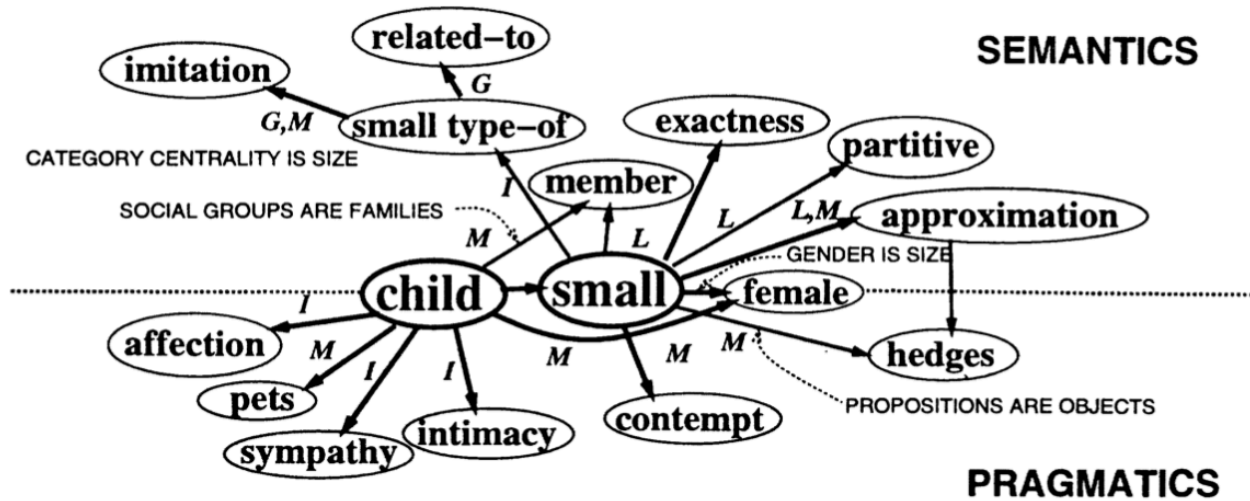 related–to
SEMANTICS
imitation
G
G,M
small type–of
exactness
partitive
CATEGORY CENTRALITY IS SIZE
I
member
SOCIAL GROUPS ARE FAMILIES
L
L,M
approximation
M
L
GENDER IS SIZE
child
small
female
I
affection
M
I
I
M
M
M
hedges
pets
contempt
PROPOSITIONS ARE OBJECTS
sympathy
intimacy
PRAGMATICS